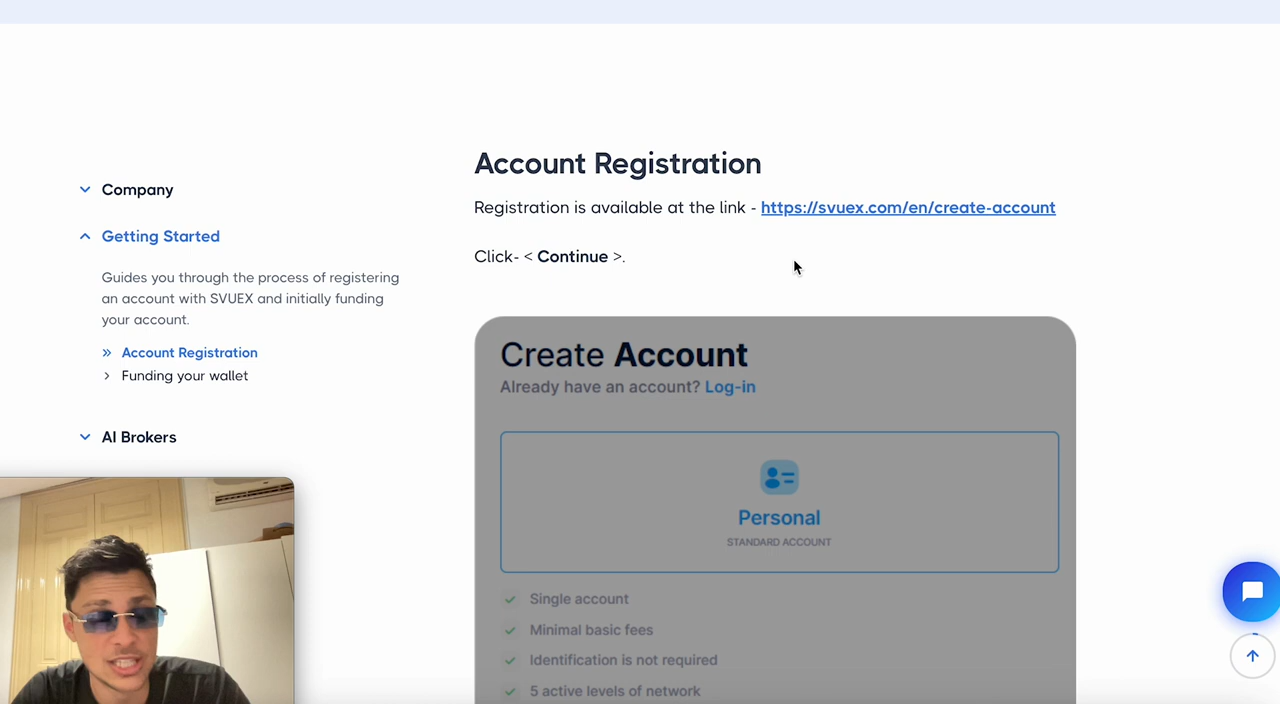 Account Registration
Registration is available at the link - https://svuex.com/en/create-account
Click- < Continue >.
Company
Getting Started
Guides you through the process of registering
an account with SVUEX and initially funding
your account.
Account Registration
Funding your wallet
AI Brokers
Create Account
Already have an account? Log-in
Personal
STANDARD ACCOUNT
Single account
Minimal basic fees
Identification is not required
5 active levels of network